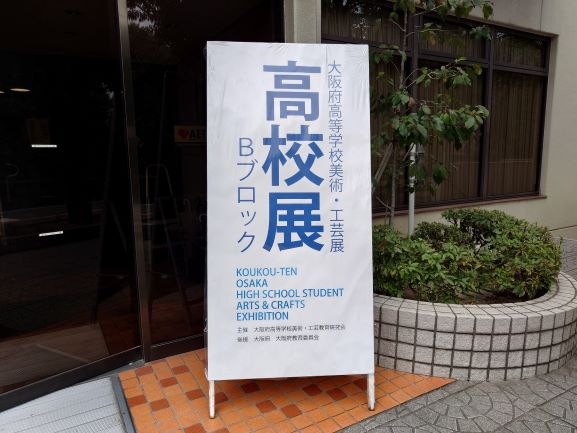 大阪府高等学校美術・工芸展
高校展
Bブロック
KOUKOU-TEN
OSAKA
HIGH SCHOOL STUDENT
ARTS & CRAFTS
EXHIBITION
主催 大阪府高等学校美術・工芸教育研究会
後援 大阪府 大阪府教育委員会
AED